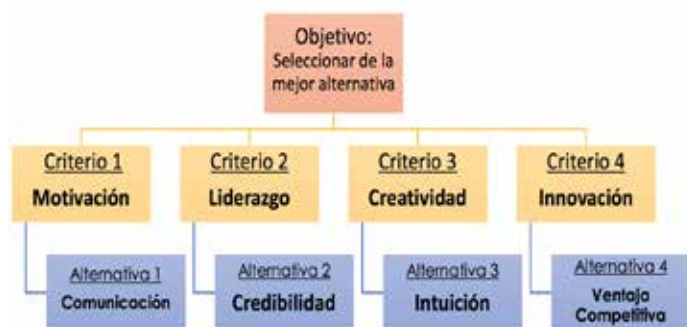 Objetivo:
Seleccionar de la
mejor alternativa
Criterio 1
Motivación
Criterio 2
Liderazgo
Criterio 3
Creatividad
Criterio 4
Innovación
Alternativa 1
Comunicación
Alternativa 2
Credibilidad
Alternativa 3
Intuición
Alternativa 4
Ventaja
Competitiva